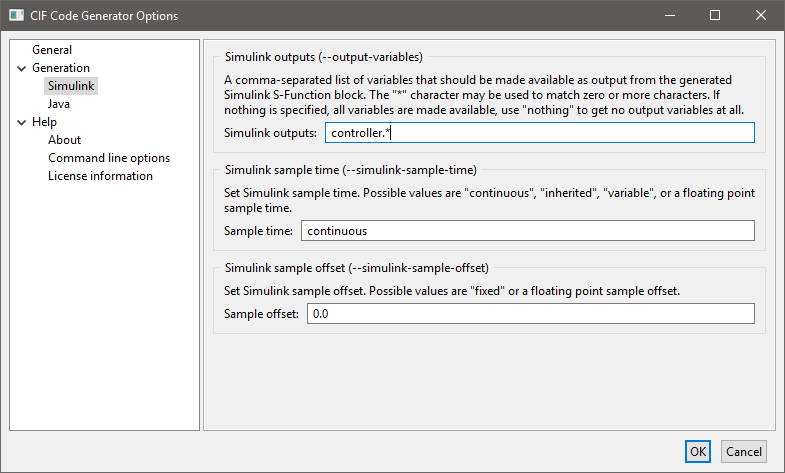 CIF Code Generator Options
General
Generation
Simulink
Java
Help
About
Command line options
License information
Simulink outputs (--output-variables)
A comma-separated list of variables that should be made available as output from the generated
Simulink S-Function block. The "*" character may be used to match zero or more characters. If
nothing is specified, all variables are made available, use "nothing" to get no output variables at all.
Simulink outputs: controller.*
Simulink sample time (--simulink-sample-time)
Set Simulink sample time. Possible values are "continuous", "inherited", "variable", or a floating point
sample time.
Sample time: continuous
Simulink sample offset (--simulink-sample-offset)
Set Simulink sample offset. Possible values are "fixed" or a floating point sample offset.
Sample offset: 0.0
OK Cancel